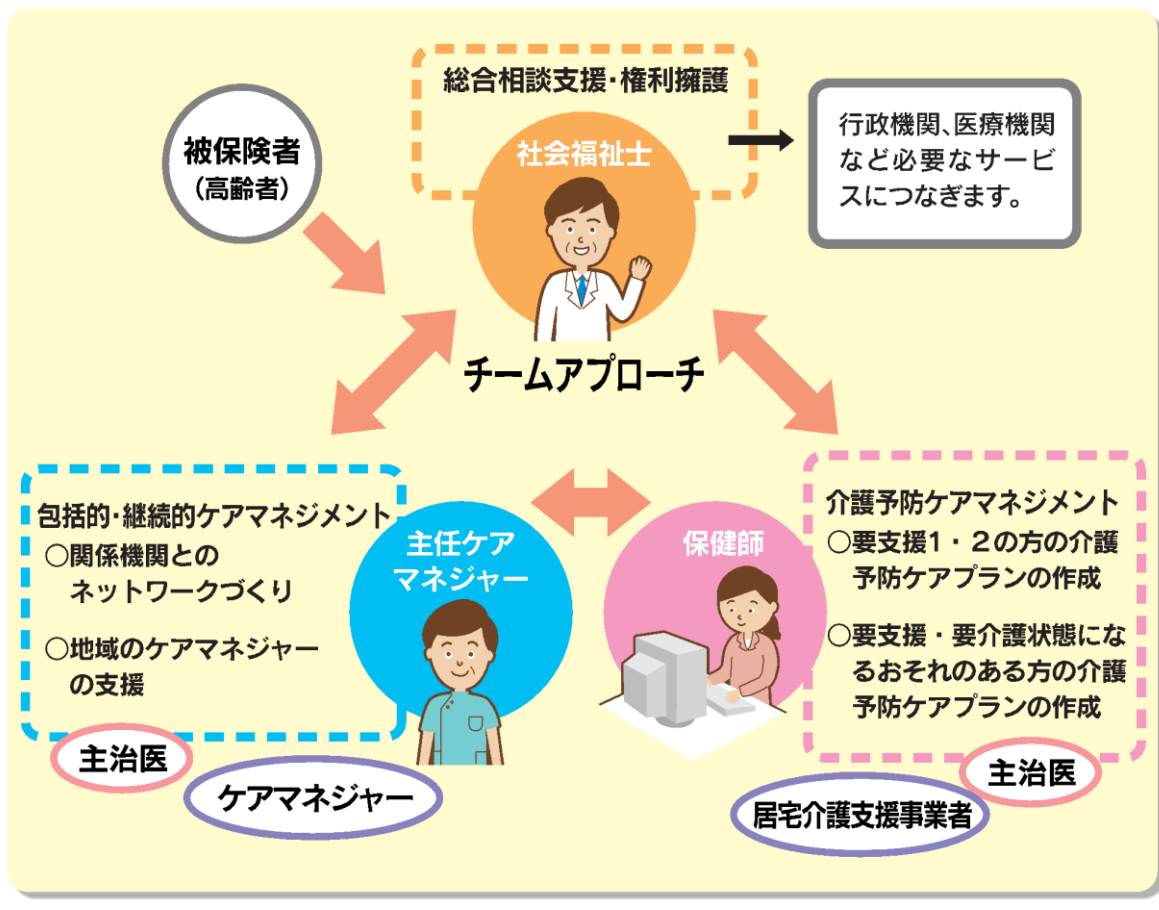 総合相談支援・権利擁護
社会福祉士
被保険者
（高齢者）
行政機関、医療機関
など必要なサービ
スにつなぎます。
チームアプローチ
包括的・継続的ケアマネジメント
○関係機関との
ネットワークづくり
○地域のケアマネジャー
の支援
主任ケア
マネジャー
主治医
ケアマネジャー
保健師
介護予防ケアマネジメント
○要支援1・2の方の介護
予防ケアプランの作成
○要支援・要介護状態にな
るおそれのある方の介護
予防ケアプランの作成
主治医
居宅介護支援事業者